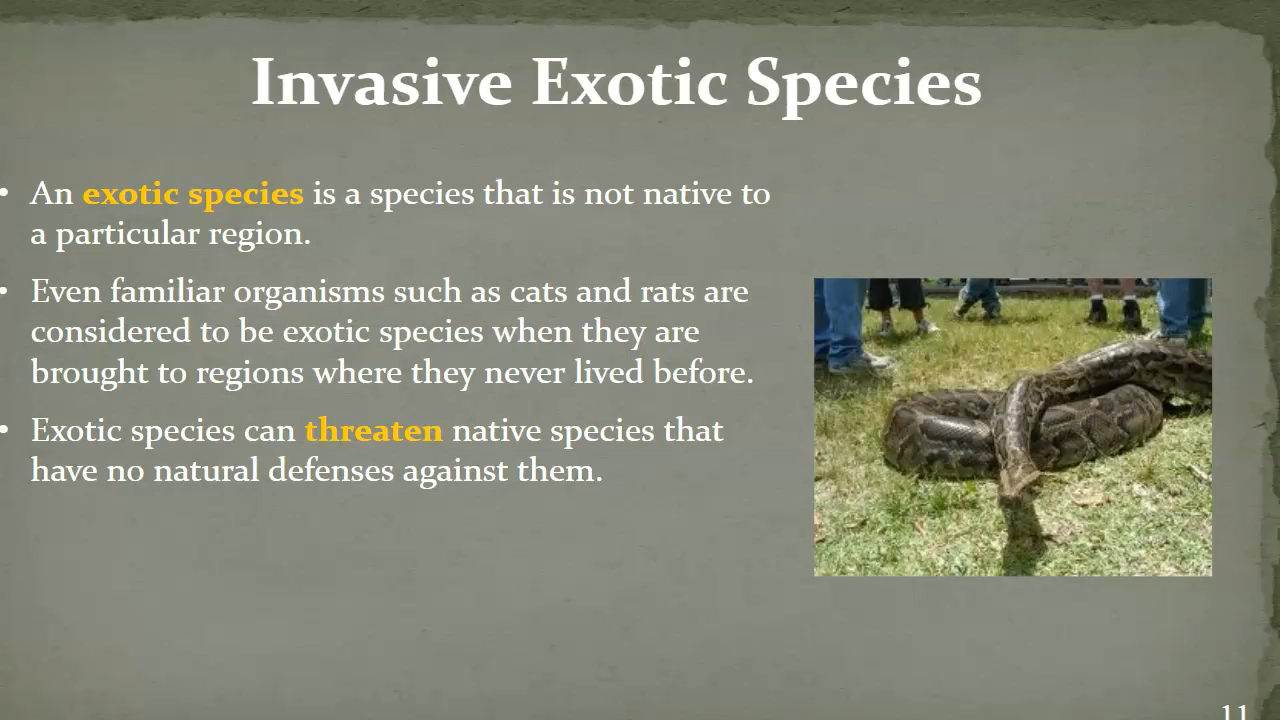 Invasive Exotic Species
• An exotic species is a species that is not native to
a particular region.
• Even familiar organisms such as cats and rats are
considered to be exotic species when they are
brought to regions where they never lived before.
• Exotic species can threaten native species that
have no natural defenses against them.
11